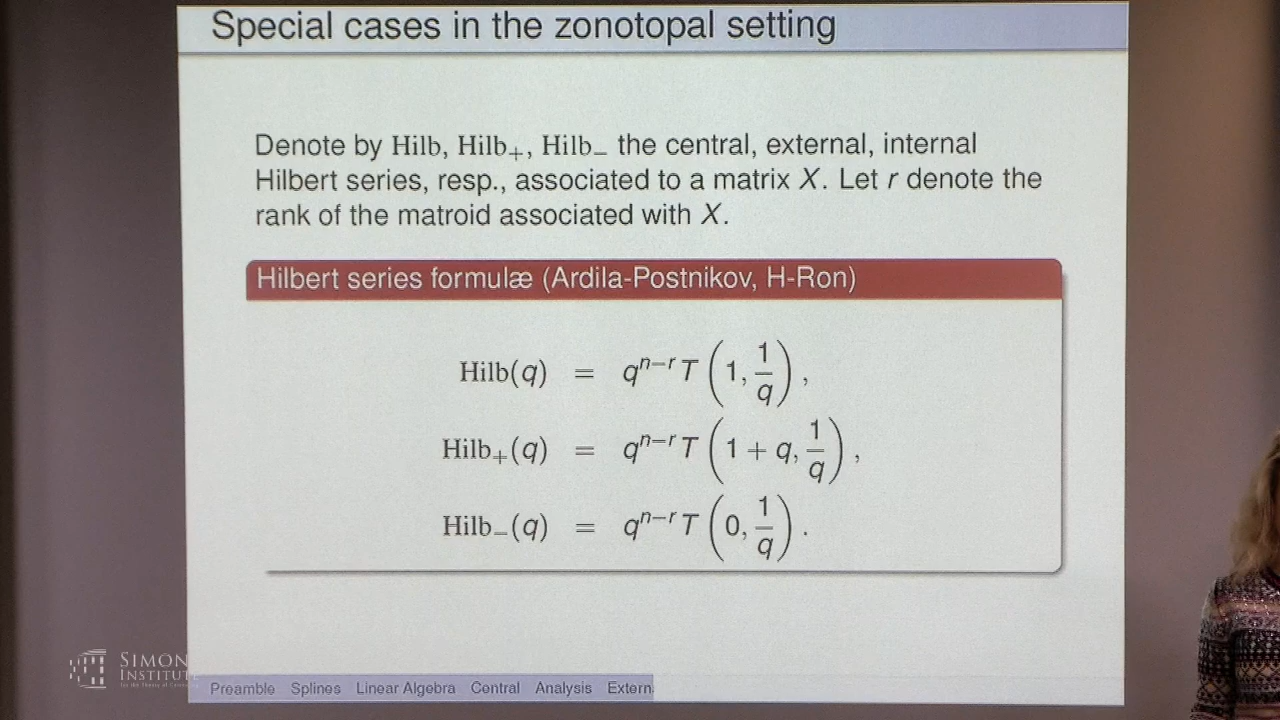 Special cases in the zonotopal setting
Denote by Hilb, Hilb₊, Hilb₋ the central, external, internal
Hilbert series, resp., associated to a matrix X. Let r denote the
rank of the matroid associated with X.
Hilbert series formulæ (Ardila-Postnikov, H-Ron)
Hilb(q) = q^{n−r} T(1, 1/q),
Hilb₊(q) = q^{n−r} T(1 + q, 1/q),
Hilb₋(q) = q^{n−r} T(0, 1/q).
SIMON
INSTITUT
Preamble Splines Linear Algebra Central Analysis Extern